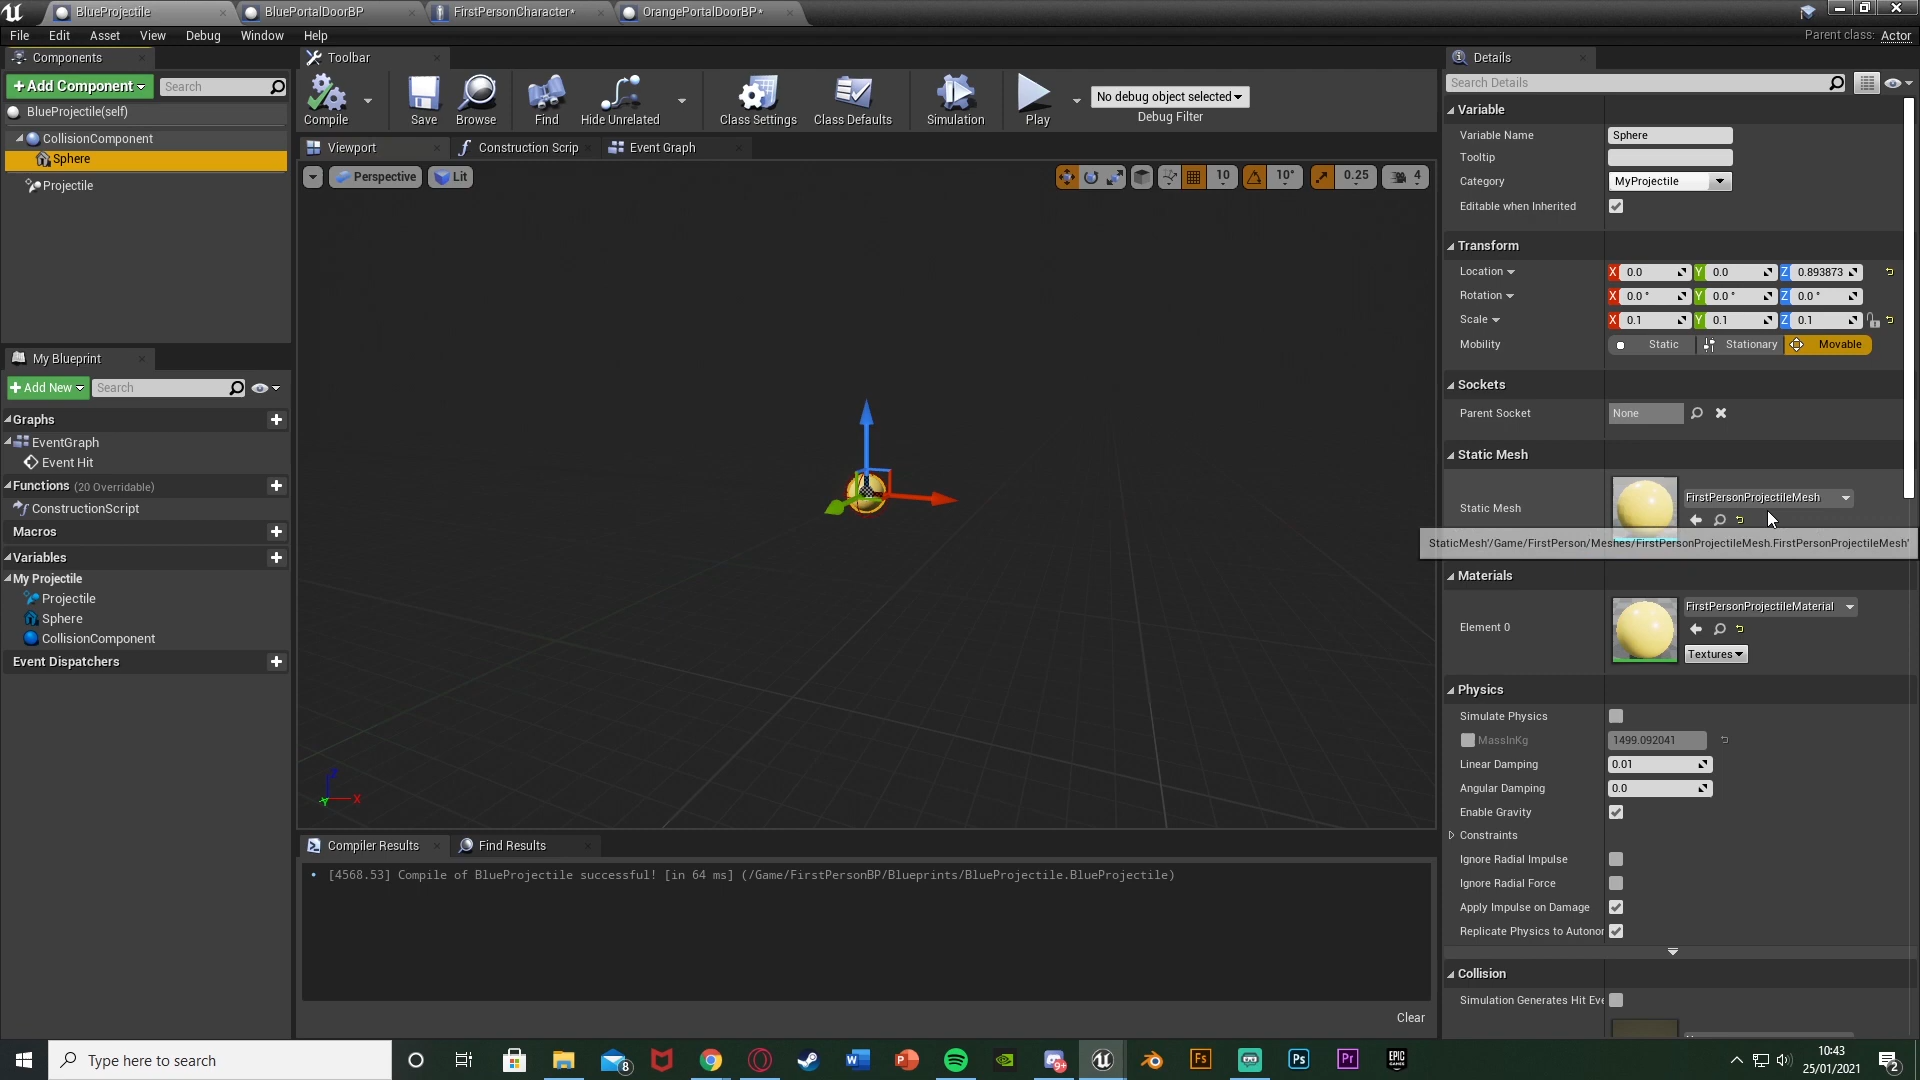 BlueProjectile
BluePortalDoorBP
FirstPersonCharacter*
OrangePortalDoorBP*
File Edit Asset View Debug Window Help
Parent class: Actor
Components
+Add Component
Search
BlueProjectile(self)
CollisionComponent
Sphere
Projectile
Toolbar
Compile
Save
Browse
Find
Hide Unrelated
Class Settings
Class Defaults
Simulation
Play
No debug object selected
Debug Filter
Viewport
Construction Scrip
Event Graph
Perspective
Lit
10
10°
0.25
4
X
Y
My Blueprint
+Add New
Search
Graphs
EventGraph
Event Hit
Functions (20 Overridable)
ConstructionScript
Macros
Variables
My Projectile
Projectile
Sphere
CollisionComponent
Event Dispatchers
Compiler Results
Find Results
[4568.53] Compile of BlueProjectile successful! [in 64 ms] (/Game/FirstPersonBP/Blueprints/BlueProjectile.BlueProjectile)
Clear
Details
Search Details
Variable
Variable Name Sphere
Tooltip
Category MyProjectile
Editable when Inherited
Transform
Location X 0.0 Y 0.0 Z 0.893873
Rotation X 0.0 ° Y 0.0 ° Z 0.0 °
Scale X 0.1 Y 0.1 Z 0.1
Mobility Static Stationary Movable
Sockets
Parent Socket None
Static Mesh
Static Mesh FirstPersonProjectileMesh
StaticMesh'/Game/FirstPerson/Meshes/FirstPersonProjectileMesh.FirstPersonProjectileMesh'
Materials
Element 0 FirstPersonProjectileMaterial
Textures
Physics
Simulate Physics
MassInKg 1499.092041
Linear Damping 0.01
Angular Damping 0.0
Enable Gravity
Constraints
Ignore Radial Impulse
Ignore Radial Force
Apply Impulse on Damage
Replicate Physics to Autonor
Collision
Simulation Generates Hit Eve
Type here to search
8
W
P
9+
Fs
Ps
Pr
EPIC
GAMES
10:43
25/01/2021
2